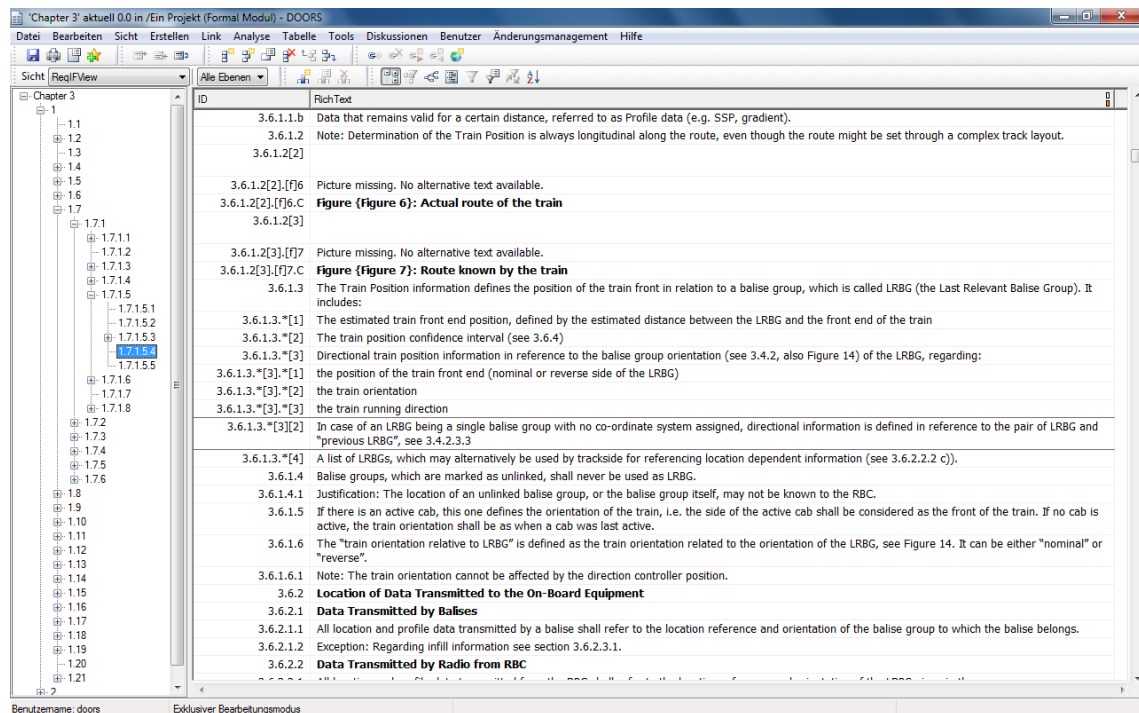 'Chapter 3' aktuell 0.0 in /Ein Projekt (Formal Modul) - DOORS
Datei Bearbeiten Sicht Erstellen Link Analyse Tabelle Tools Diskussionen Benutzer Änderungsmanagement Hilfe
Sicht ReqIFView Alle Ebenen
Chapter 3
1
1.1
1.2
1.3
1.4
1.5
1.6
1.7
1.7.1
1.7.1.1
1.7.1.2
1.7.1.3
1.7.1.4
1.7.1.5
1.7.1.5.1
1.7.1.5.2
1.7.1.5.3
1.7.1.5.4
1.7.1.5.5
1.7.1.6
1.7.1.7
1.7.1.8
1.7.2
1.7.3
1.7.4
1.7.5
1.7.6
1.8
1.9
1.10
1.11
1.12
1.13
1.14
1.15
1.16
1.17
1.18
1.19
1.20
1.21
2
ID RichText
3.6.1.1.b Data that remains valid for a certain distance, referred to as Profile data (e.g. SSP, gradient).
3.6.1.2 Note: Determination of the Train Position is always longitudinal along the route, even though the route might be set through a complex track layout.
3.6.1.2[2]
3.6.1.2[2].[f]6 Picture missing. No alternative text available.
3.6.1.2[2].[f]6.C Figure {Figure 6}: Actual route of the train
3.6.1.2[3]
3.6.1.2[3].[f]7 Picture missing. No alternative text available.
3.6.1.2[3].[f]7.C Figure {Figure 7}: Route known by the train
3.6.1.3 The Train Position information defines the position of the train front in relation to a balise group, which is called LRBG (the Last Relevant Balise Group). It
includes:
3.6.1.3.*[1] The estimated train front end position, defined by the estimated distance between the LRBG and the front end of the train
3.6.1.3.*[2] The train position confidence interval (see 3.6.4)
3.6.1.3.*[3] Directional train position information in reference to the balise group orientation (see 3.4.2, also Figure 14) of the LRBG, regarding:
3.6.1.3.*[3].*[1] the position of the train front end (nominal or reverse side of the LRBG)
3.6.1.3.*[3].*[2] the train orientation
3.6.1.3.*[3].*[3] the train running direction
3.6.1.3.*[3][2] In case of an LRBG being a single balise group with no co-ordinate system assigned, directional information is defined in reference to the pair of LRBG and
“previous LRBG”, see 3.4.2.3.3
3.6.1.3.*[4] A list of LRBGs, which may alternatively be used by trackside for referencing location dependent information (see 3.6.2.2.2 c)).
3.6.1.4 Balise groups, which are marked as unlinked, shall never be used as LRBG.
3.6.1.4.1 Justification: The location of an unlinked balise group, or the balise group itself, may not be known to the RBC.
3.6.1.5 If there is an active cab, this one defines the orientation of the train, i.e. the side of the active cab shall be considered as the front of the train. If no cab is
active, the train orientation shall be as when a cab was last active.
3.6.1.6 The “train orientation relative to LRBG” is defined as the train orientation related to the orientation of the LRBG, see Figure 14. It can be either “nominal” or
“reverse”.
3.6.1.6.1 Note: The train orientation cannot be affected by the direction controller position.
3.6.2 Location of Data Transmitted to the On-Board Equipment
3.6.2.1 Data Transmitted by Balises
3.6.2.1.1 All location and profile data transmitted by a balise shall refer to the location reference and orientation of the balise group to which the balise belongs.
3.6.2.1.2 Exception: Regarding infill information see section 3.6.2.3.1.
3.6.2.2 Data Transmitted by Radio from RBC
Benutzername: doors Exklusiver Bearbeitungsmodus